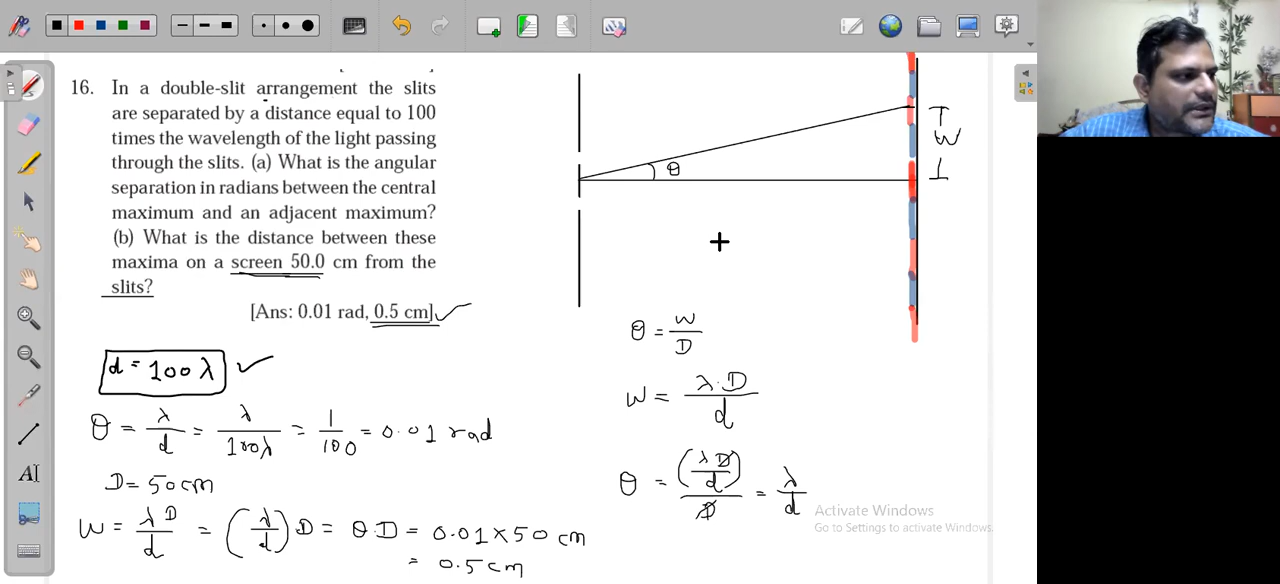 16. In a double-slit arrangement the slits
are separated by a distance equal to 100
times the wavelength of the light passing
through the slits. (a) What is the angular
separation in radians between the central
maximum and an adjacent maximum?
(b) What is the distance between these
maxima on a screen 50.0 cm from the
slits?
[Ans: 0.01 rad, 0.5 cm]
d = 100 λ
θ = λ/d = λ/100λ = 1/100 = 0.01 rad
D = 50 cm
W = λD/d = (λ/d) D = θ.D = 0.01 × 50 cm
= 0.5 cm
θ
W
θ = W/D
W = λ.D/d
θ = (λD/d)/D = λ/d
Activate Windows
Go to Settings to activate Windows.
A